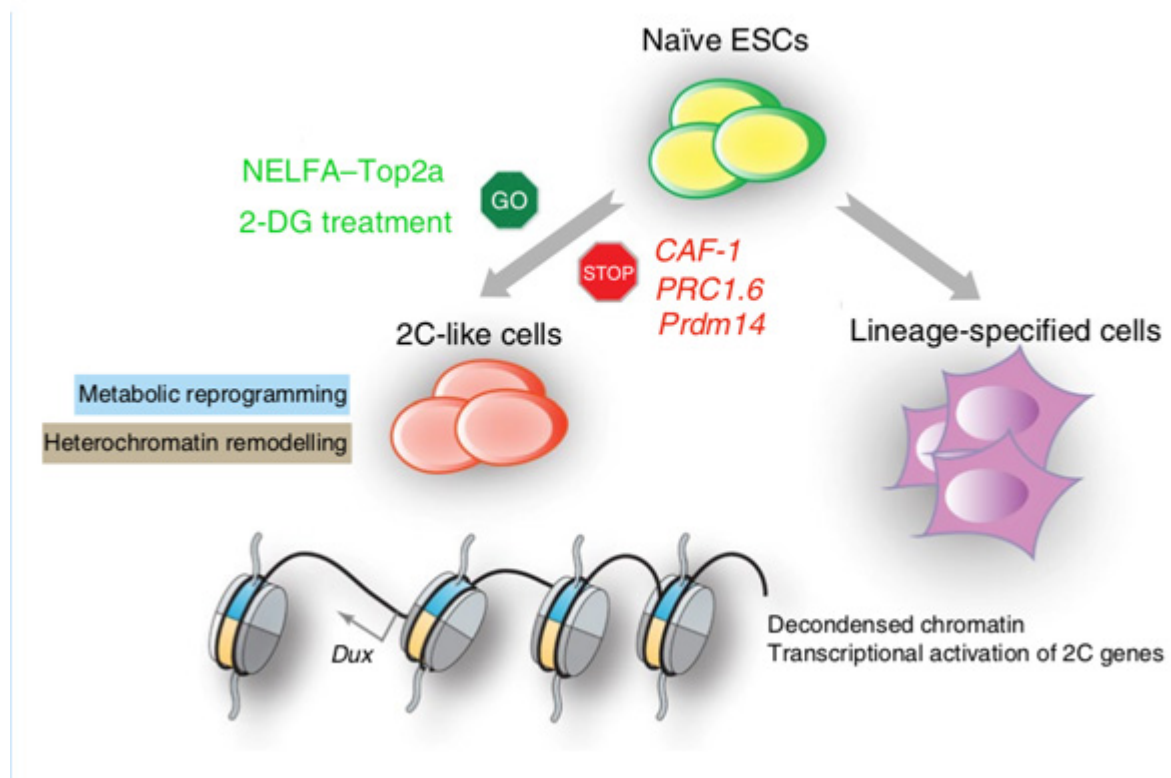 Naïve ESCs
NELFA–Top2a
2-DG treatment
GO
STOP
CAF-1
PRC1.6
Prdm14
2C-like cells
Lineage-specified cells
Metabolic reprogramming
Heterochromatin remodelling
Dux
Decondensed chromatin
Transcriptional activation of 2C genes